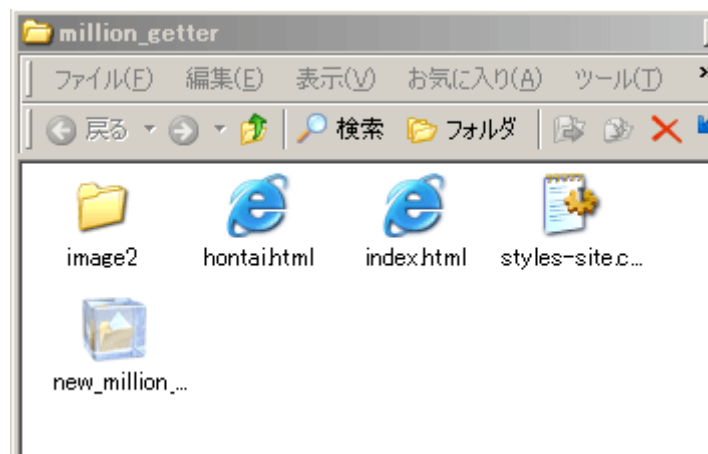 million_getter
ファイル(F) 編集(E) 表示(V) お気に入り(A) ツール(T) »
戻る 検索 フォルダ
image2 hontai.html index.html styles-site.c...
new_million_...